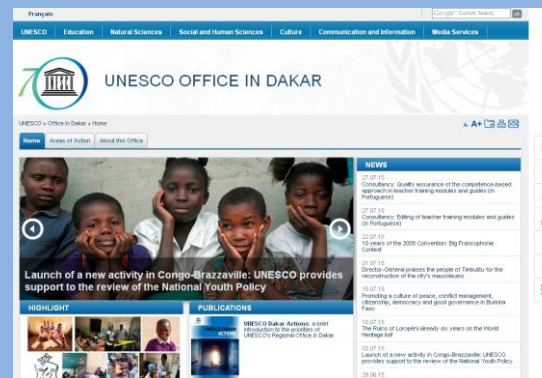 Français
Google™ Custom Search
UNESCO Education Natural Sciences Social and Human Sciences Culture Communication and Information Media Services
UNESCO OFFICE IN DAKAR
UNESCO » Office in Dakar » Home
A+
Home Areas of Action About this Office
Launch of a new activity in Congo-Brazzaville: UNESCO provides
support to the review of the National Youth Policy
HIGHLIGHT
PUBLICATIONS
UNESCO Dakar Actions: a brief
introduction to the priorities of
UNESCO's Regional Office in Dakar
NEWS
27.07.15
Consultancy: Quality assurance of the competence-based
approach in teacher training modules and guides (in
Portuguese)
27.07.15
Consultancy: Editing of teacher training modules and guides
(in Portuguese)
22.07.15
10 years of the 2005 Convention: Big Francophonie
Contest
21.07.15
Director-General praises the people of Timbuktu for the
reconstruction of the city's mausoleums
15.07.15
Promoting a culture of peace, conflict management,
citizenship, democracy and good governance in Burkina
Faso
10.07.15
The Ruins of Loropéni already six years on the World
Heritage list!
02.07.15
Launch of a new activity in Congo-Brazzaville: UNESCO
provides support to the review of the National Youth Policy
29.06.15